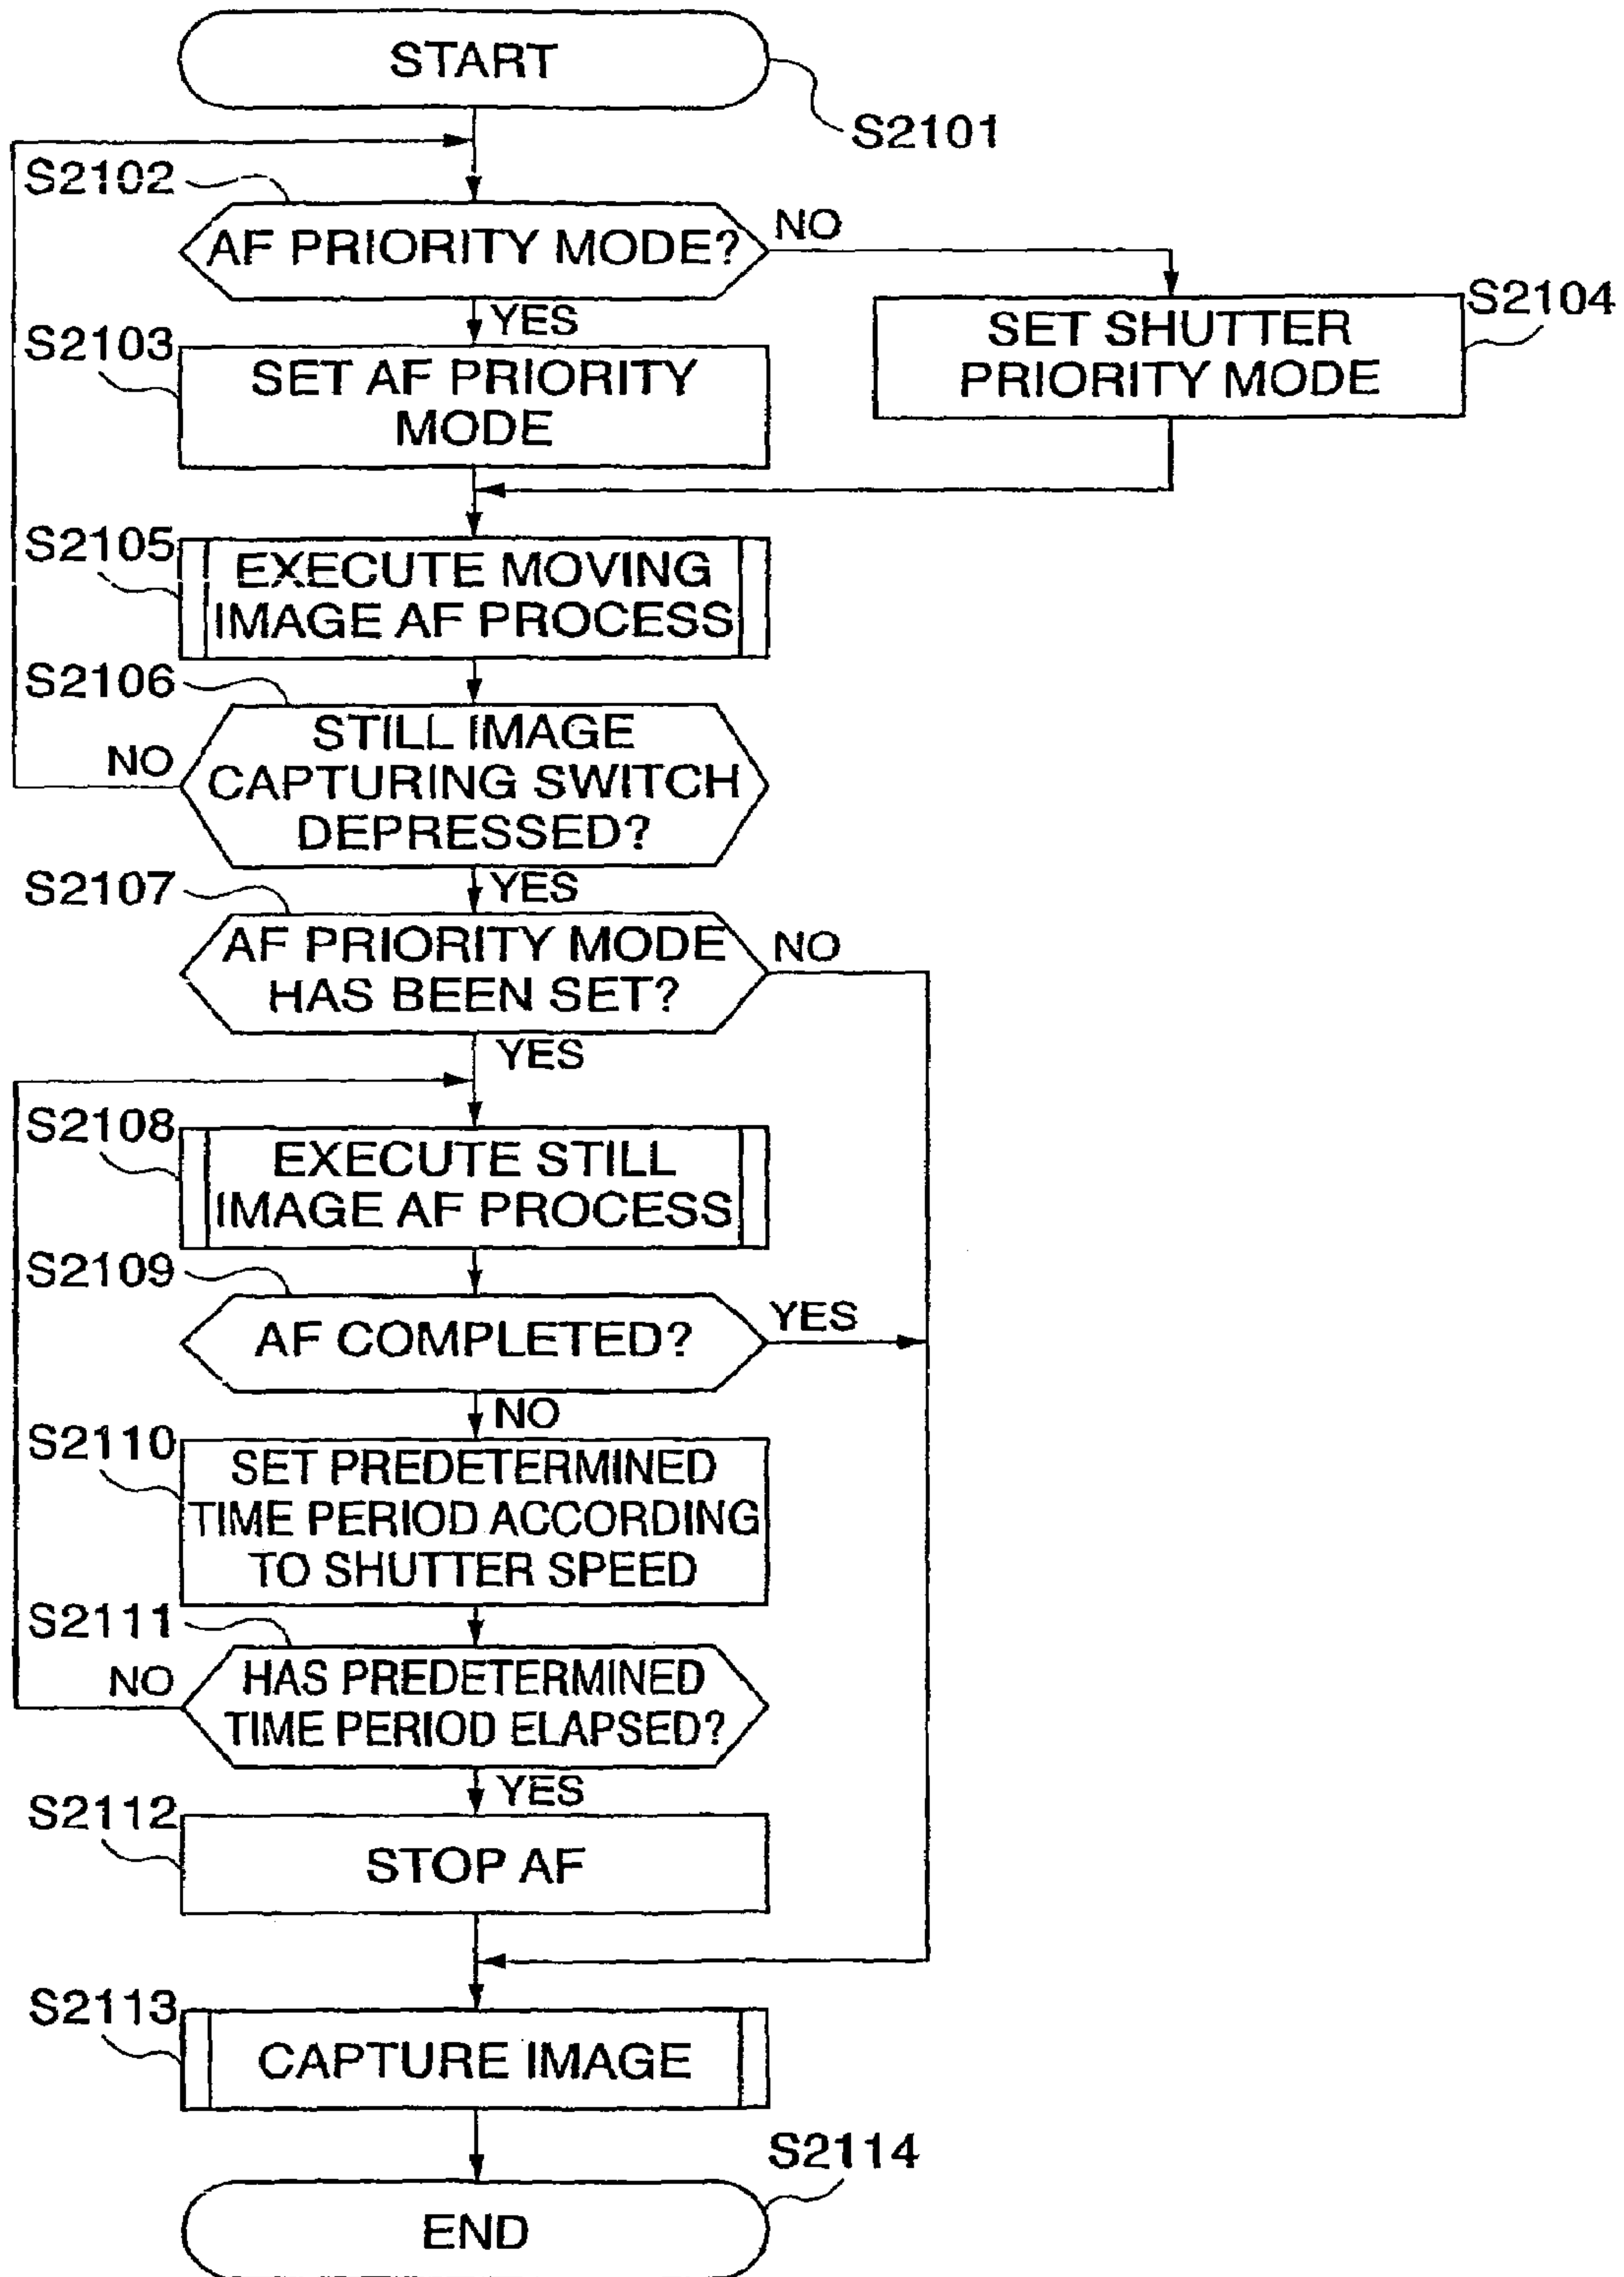 START
S2101
S2102
AF PRIORITY MODE?
NO
YES
S2103
SET AF PRIORITY
MODE
S2104
SET SHUTTER
PRIORITY MODE
S2105
EXECUTE MOVING
IMAGE AF PROCESS
S2106
STILL IMAGE
CAPTURING SWITCH
DEPRESSED?
NO
YES
S2107
AF PRIORITY MODE
HAS BEEN SET?
NO
YES
S2108
EXECUTE STILL
IMAGE AF PROCESS
S2109
AF COMPLETED?
YES
NO
S2110
SET PREDETERMINED
TIME PERIOD ACCORDING
TO SHUTTER SPEED
S2111
HAS PREDETERMINED
TIME PERIOD ELAPSED?
NO
YES
S2112
STOP AF
S2113
CAPTURE IMAGE
S2114
END